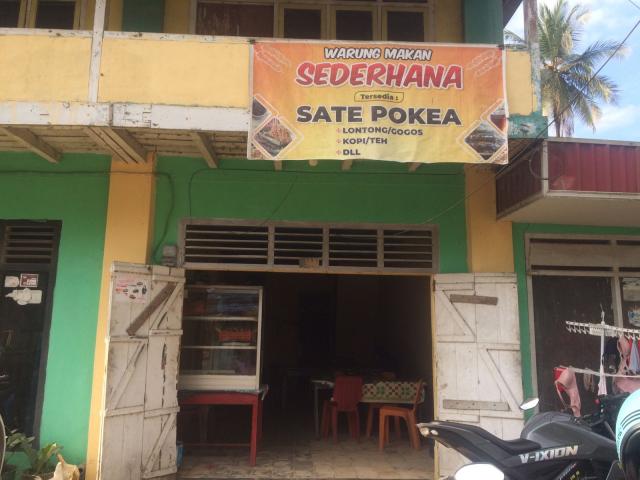 WARUNG MAKAN
SEDERHANA
Tersedia :
SATE POKEA
LONTONG/GOGOS
KOPI/TEH
DLL
V-IXION